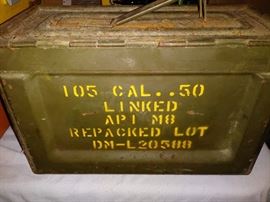 105 CAL..50
LINKED
API M8
REPACKED LOT
DM-L20588